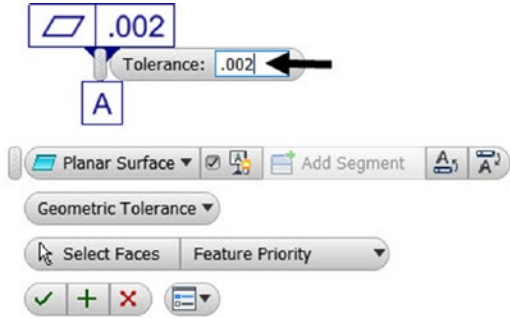 .002
Tolerance: .002
A
Planar Surface Add Segment
Geometric Tolerance
Select Faces Feature Priority